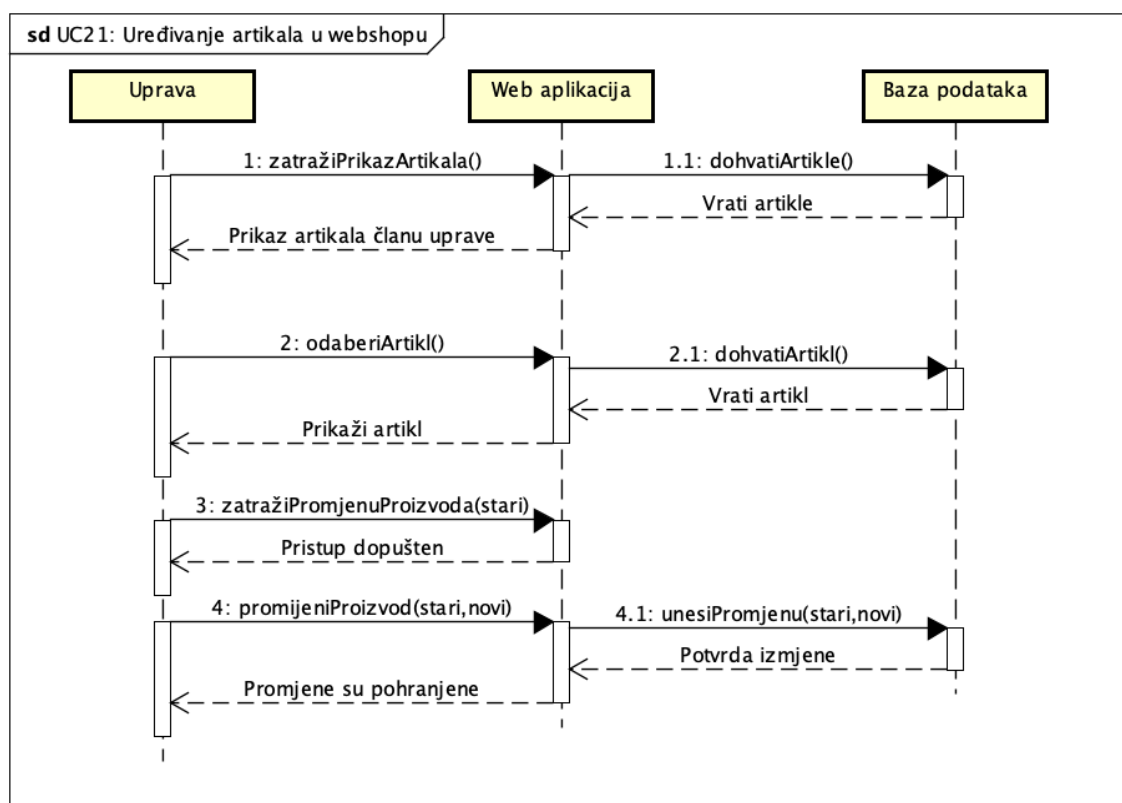 sd UC21: Uređivanje artikala u webshopu
Uprava
Web aplikacija
Baza podataka
1: zatražiPrikazArtikala()
1.1: dohvatiArtikle()
Vrati artikle
Prikaz artikala članu uprave
2: odaberiArtikl()
2.1: dohvatiArtikl()
Vrati artikl
Prikaži artikl
3: zatražiPromjenuProizvoda(stari)
Pristup dopušten
4: promijeniProizvod(stari,novi)
4.1: unesiPromjenu(stari,novi)
Potvrda izmjene
Promjene su pohranjene